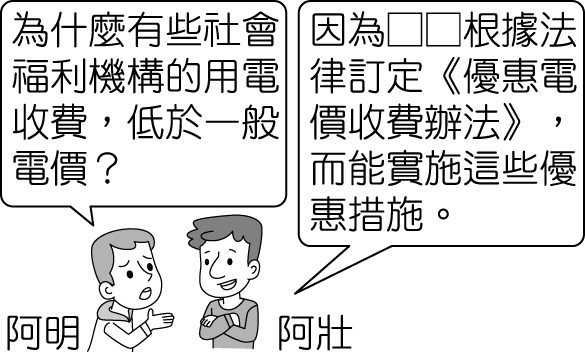 為什麼有些社會
福利機構的用電
收費，低於一般
電價？
因為□□根據法
律訂定《優惠電
價收費辦法》，
而能實施這些優
惠措施。
阿明
阿壯